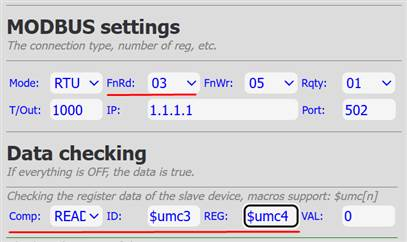 MODBUS settings
The connection type, number of reg, etc.
Mode: RTU FnRd: 03 FnWr: 05 Rqty: 01
T/Out: 1000 IP: 1.1.1.1 Port: 502
Data checking
If everything is OFF, the data is true.
Checking the register data of the slave device, macros support: $umc[n]
Comp: READ ID: $umc3 REG: $umc4 VAL: 0